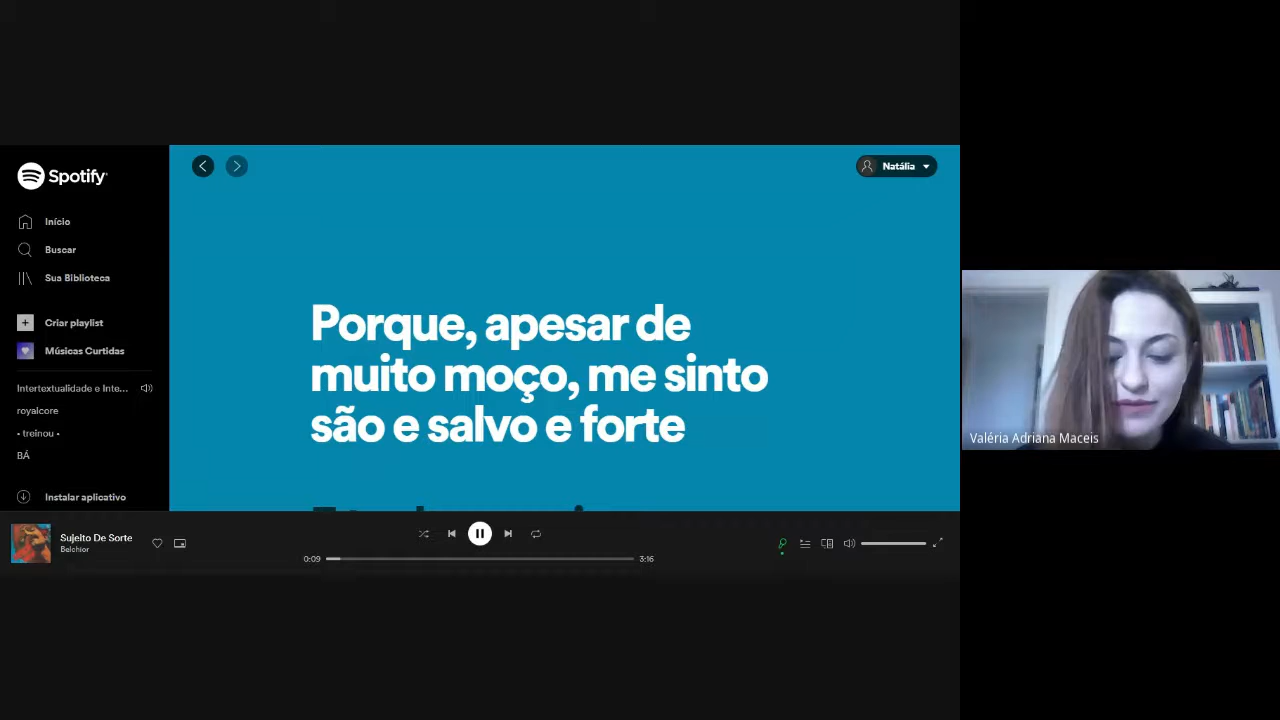 Spotify
Natália
Início
Buscar
Sua Biblioteca
Criar playlist
Músicas Curtidas
Intertextualidade e Inte...
royalcore
• treinou •
BÁ
Instalar aplicativo
Porque, apesar de
muito moço, me sinto
são e salvo e forte
Sujeito De Sorte
Belchior
0:09
3:16
Valéria Adriana Maceis